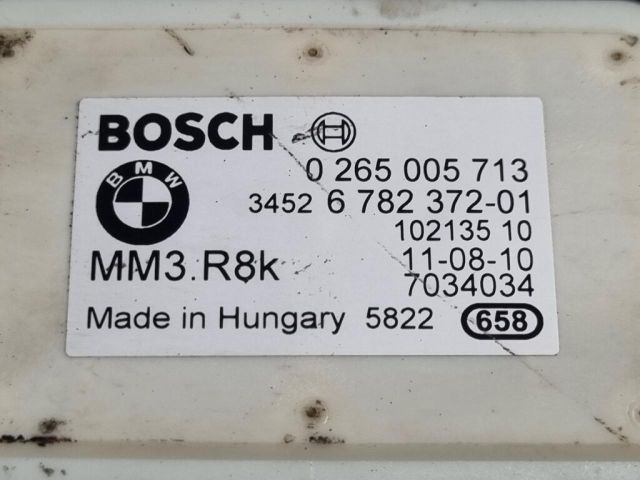 BOSCH
0 265 005 713
BMW
3452 6 782 372-01
102135 10
MM3.R8k
11-08-10
7034034
Made in Hungary 5822 658